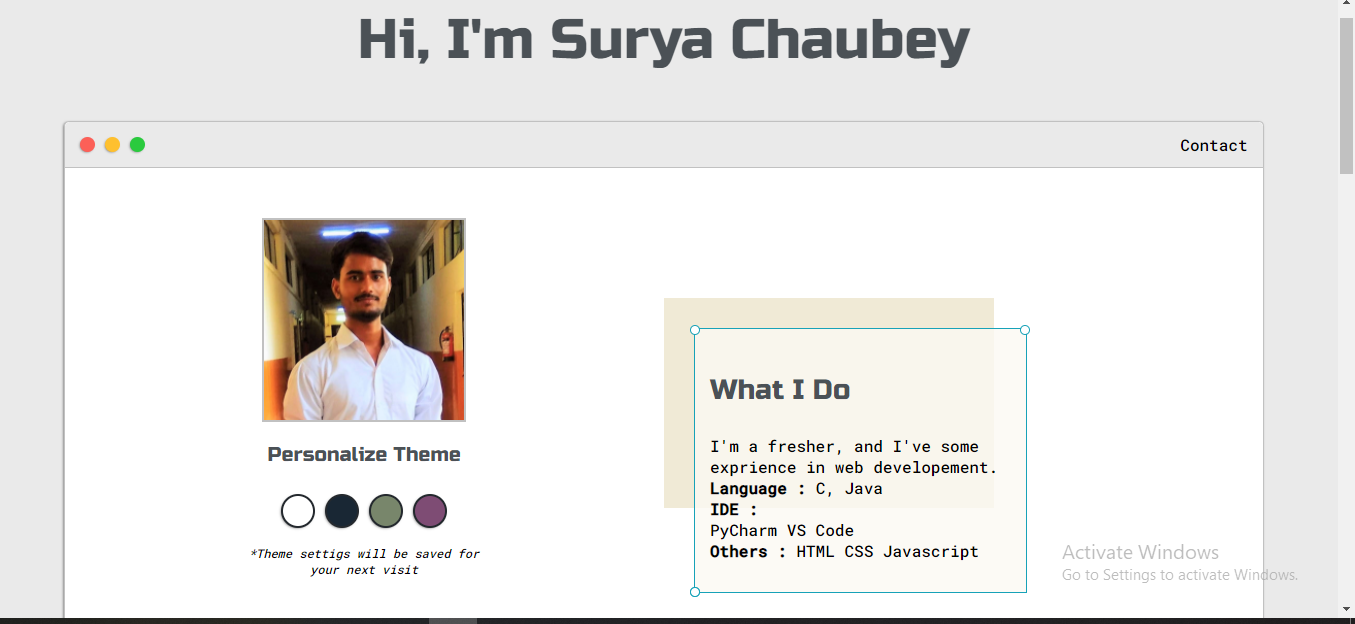 Hi, I'm Surya Chaubey
Contact
Personalize Theme
*Theme settigs will be saved for
your next visit
What I Do
I'm a fresher, and I've some
exprience in web developement.
Language : C, Java
IDE :
PyCharm VS Code
Others : HTML CSS Javascript
Activate Windows
Go to Settings to activate Windows.